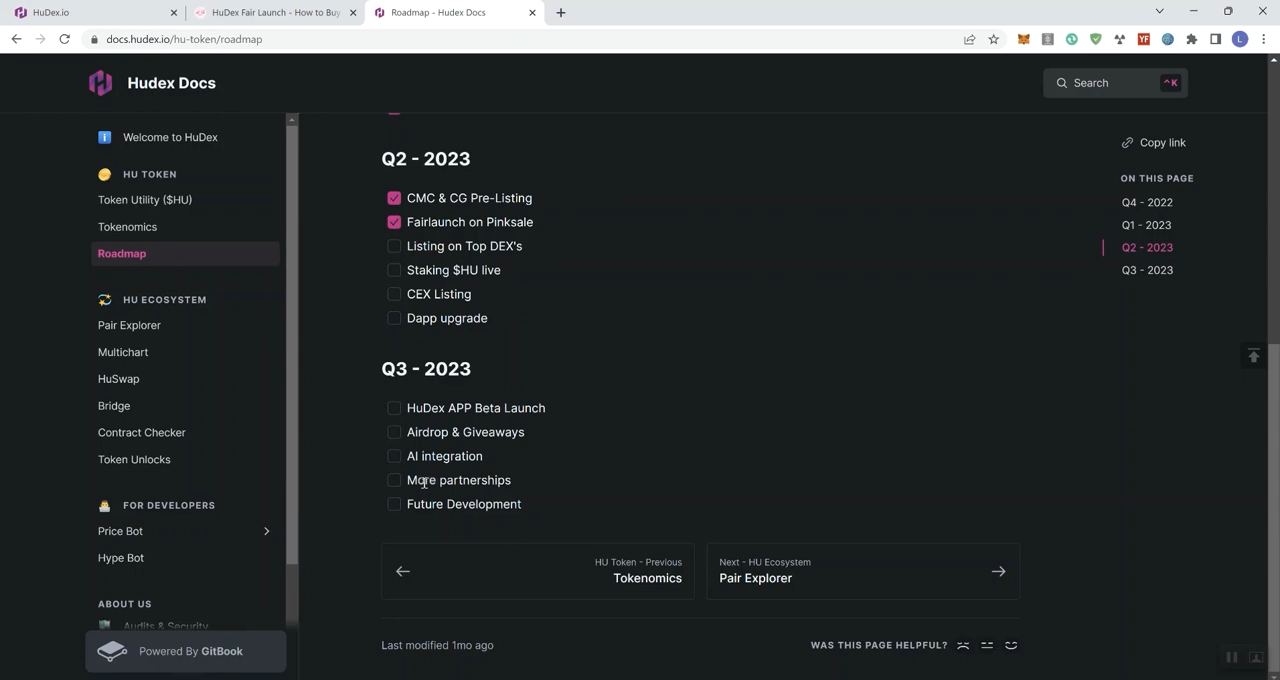 HuDex.io
HuDex Fair Launch - How to Buy
Roadmap - Hudex Docs
docs.hudex.io/hu-token/roadmap
YF
L
Hudex Docs
Search
^K
Welcome to HuDex
HU TOKEN
Token Utility ($HU)
Tokenomics
Roadmap
HU ECOSYSTEM
Pair Explorer
Multichart
HuSwap
Bridge
Contract Checker
Token Unlocks
FOR DEVELOPERS
Price Bot
Hype Bot
ABOUT US
Audits & Security
Powered By GitBook
Q2 - 2023
CMC & CG Pre-Listing
Fairlaunch on Pinksale
Listing on Top DEX's
Staking $HU live
CEX Listing
Dapp upgrade
Q3 - 2023
HuDex APP Beta Launch
Airdrop & Giveaways
AI integration
More partnerships
Future Development
HU Token - Previous
Tokenomics
Next - HU Ecosystem
Pair Explorer
Last modified 1mo ago
WAS THIS PAGE HELPFUL?
Copy link
ON THIS PAGE
Q4 - 2022
Q1 - 2023
Q2 - 2023
Q3 - 2023